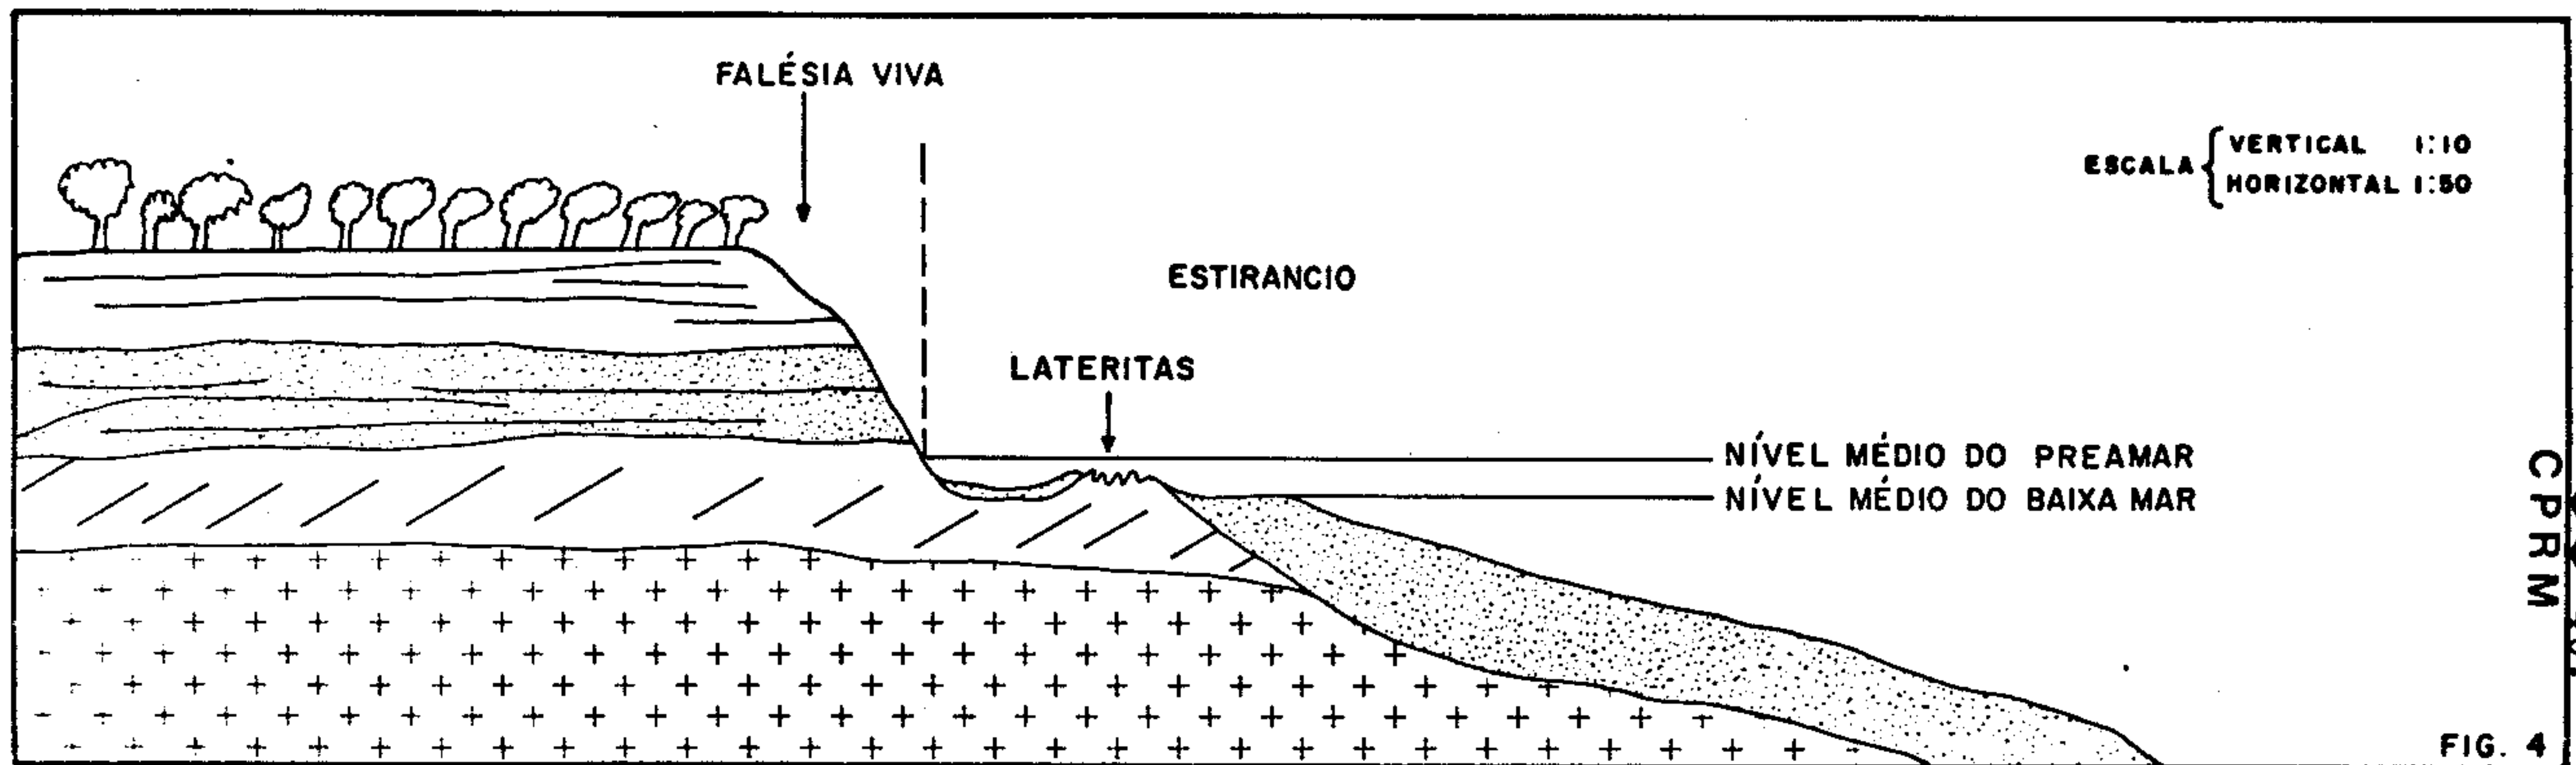 FALÉSIA VIVA
ESCALA
VERTICAL 1:10
HORIZONTAL 1:50
ESTIRANCIO
LATERITAS
NÍVEL MÉDIO DO PREAMAR
NÍVEL MÉDIO DO BAIXA MAR
CPRM
FIG. 4